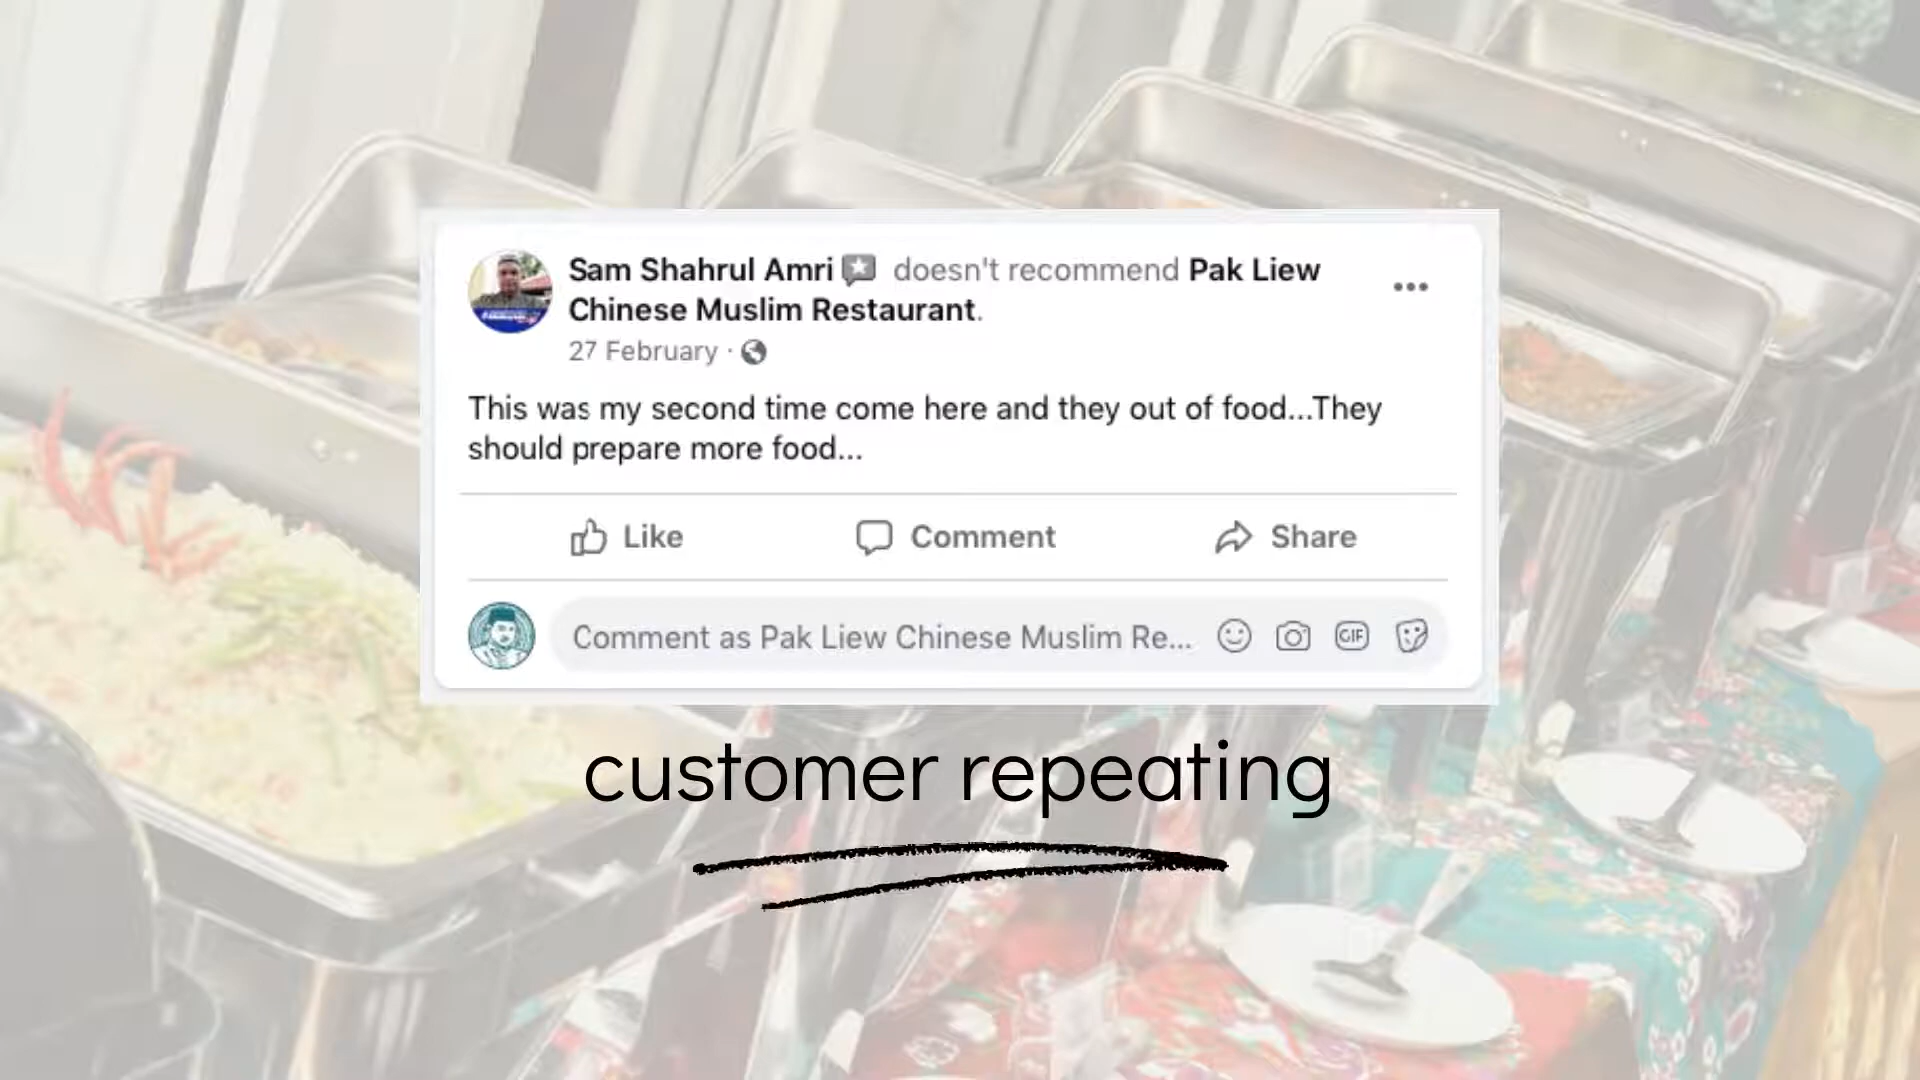 Sam Shahrul Amri doesn't recommend Pak Liew
Chinese Muslim Restaurant.
27 February ·
This was my second time come here and they out of food...They
should prepare more food...
Like Comment Share
Comment as Pak Liew Chinese Muslim Re... GIF
customer repeating